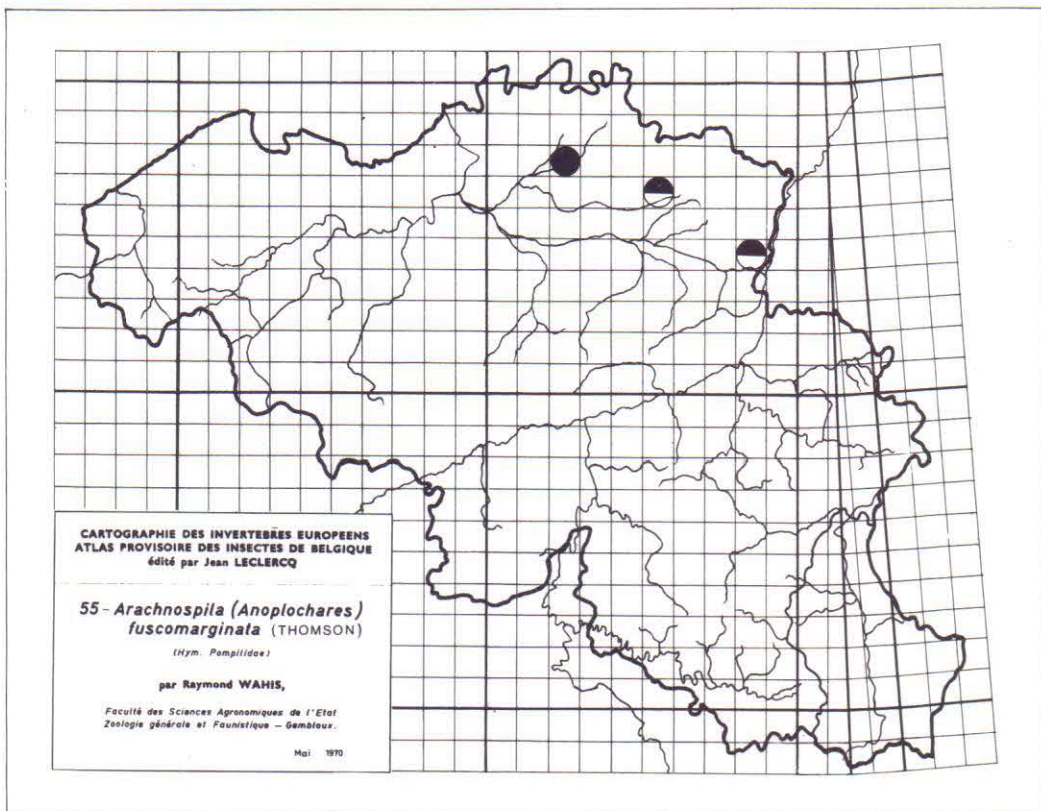 CARTOGRAPHIE DES INVERTEBRES EUROPEENS
ATLAS PROVISOIRE DES INSECTES DE BELGIQUE
édité par Jean LECLERCQ
55 - Arachnospila (Anoplochares)
fuscomarginata (THOMSON)
(Hym. Pompilidae)
par Raymond WAHIS,
Faculté des Sciences Agronomiques de l'Etat
Zoologie générale et Faunistique – Gembloux.
Mai 1970